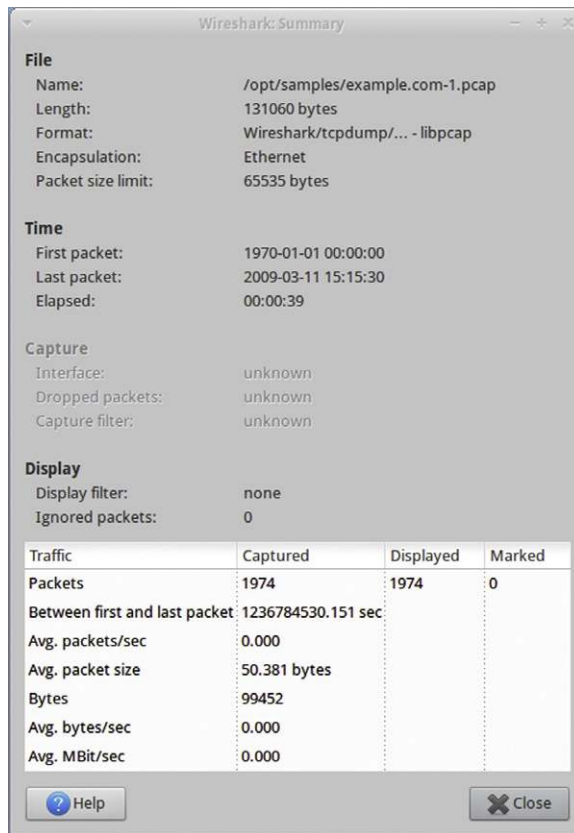 Wireshark: Summary
File
Name: /opt/samples/example.com-1.pcap
Length: 131060 bytes
Format: Wireshark/tcpdump/... - libpcap
Encapsulation: Ethernet
Packet size limit: 65535 bytes
Time
First packet: 1970-01-01 00:00:00
Last packet: 2009-03-11 15:15:30
Elapsed: 00:00:39
Capture
Interface: unknown
Dropped packets: unknown
Capture filter: unknown
Display
Display filter: none
Ignored packets: 0
Traffic Captured Displayed Marked
Packets 1974 1974 0
Between first and last packet 1236784530.151 sec
Avg. packets/sec 0.000
Avg. packet size 50.381 bytes
Bytes 99452
Avg. bytes/sec 0.000
Avg. MBit/sec 0.000
Help Close